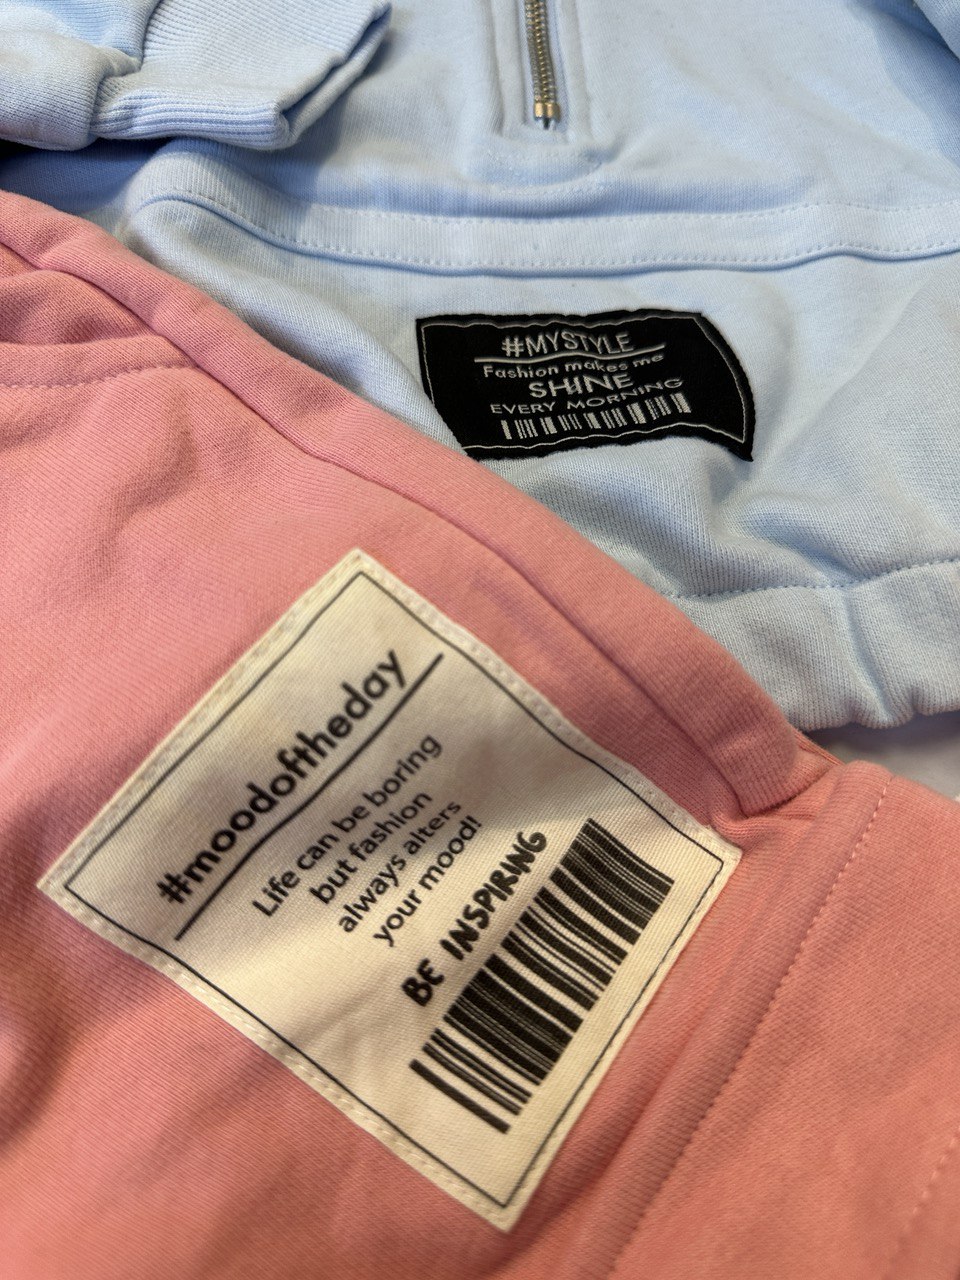 #MYSTYLE
Fashion makes me
SHINE
EVERY MORNING
#moodoftheday
Life can be boring
but fashion
always alters
your mood!
BE INSPIRING